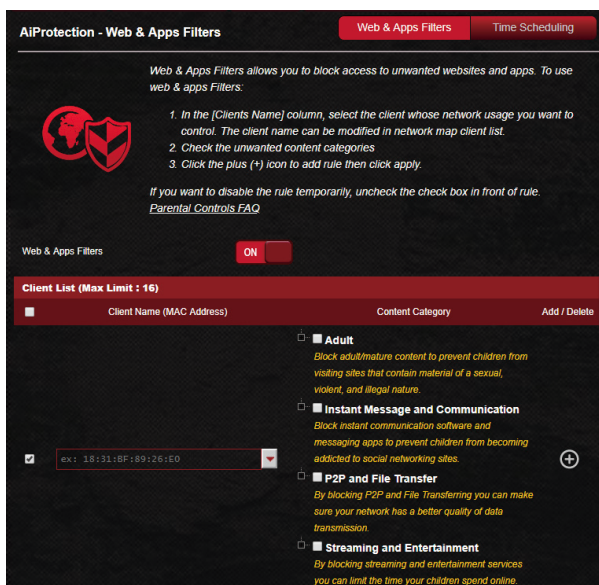 AiProtection - Web & Apps Filters
Web & Apps Filters
Time Scheduling
Web & Apps Filters allows you to block access to unwanted websites and apps. To use
web & apps Filters:
1. In the [Clients Name] column, select the client whose network usage you want to
control. The client name can be modified in network map client list.
2. Check the unwanted content categories
3. Click the plus (+) icon to add rule then click apply.
If you want to disable the rule temporarily, uncheck the check box in front of rule.
Parental Controls FAQ
Web & Apps Filters
ON
Client List (Max Limit : 16)
Client Name (MAC Address)
Content Category
Add / Delete
Adult
Block adult/mature content to prevent children from
visiting sites that contain material of a sexual,
violent, and illegal nature.
Instant Message and Communication
Block instant communication software and
messaging apps to prevent children from becoming
addicted to social networking sites.
ex: 18:31:BF:89:26:E0
P2P and File Transfer
By blocking P2P and File Transferring you can make
sure your network has a better quality of data
transmission.
Streaming and Entertainment
By blocking streaming and entertainment services
you can limit the time your children spend online.